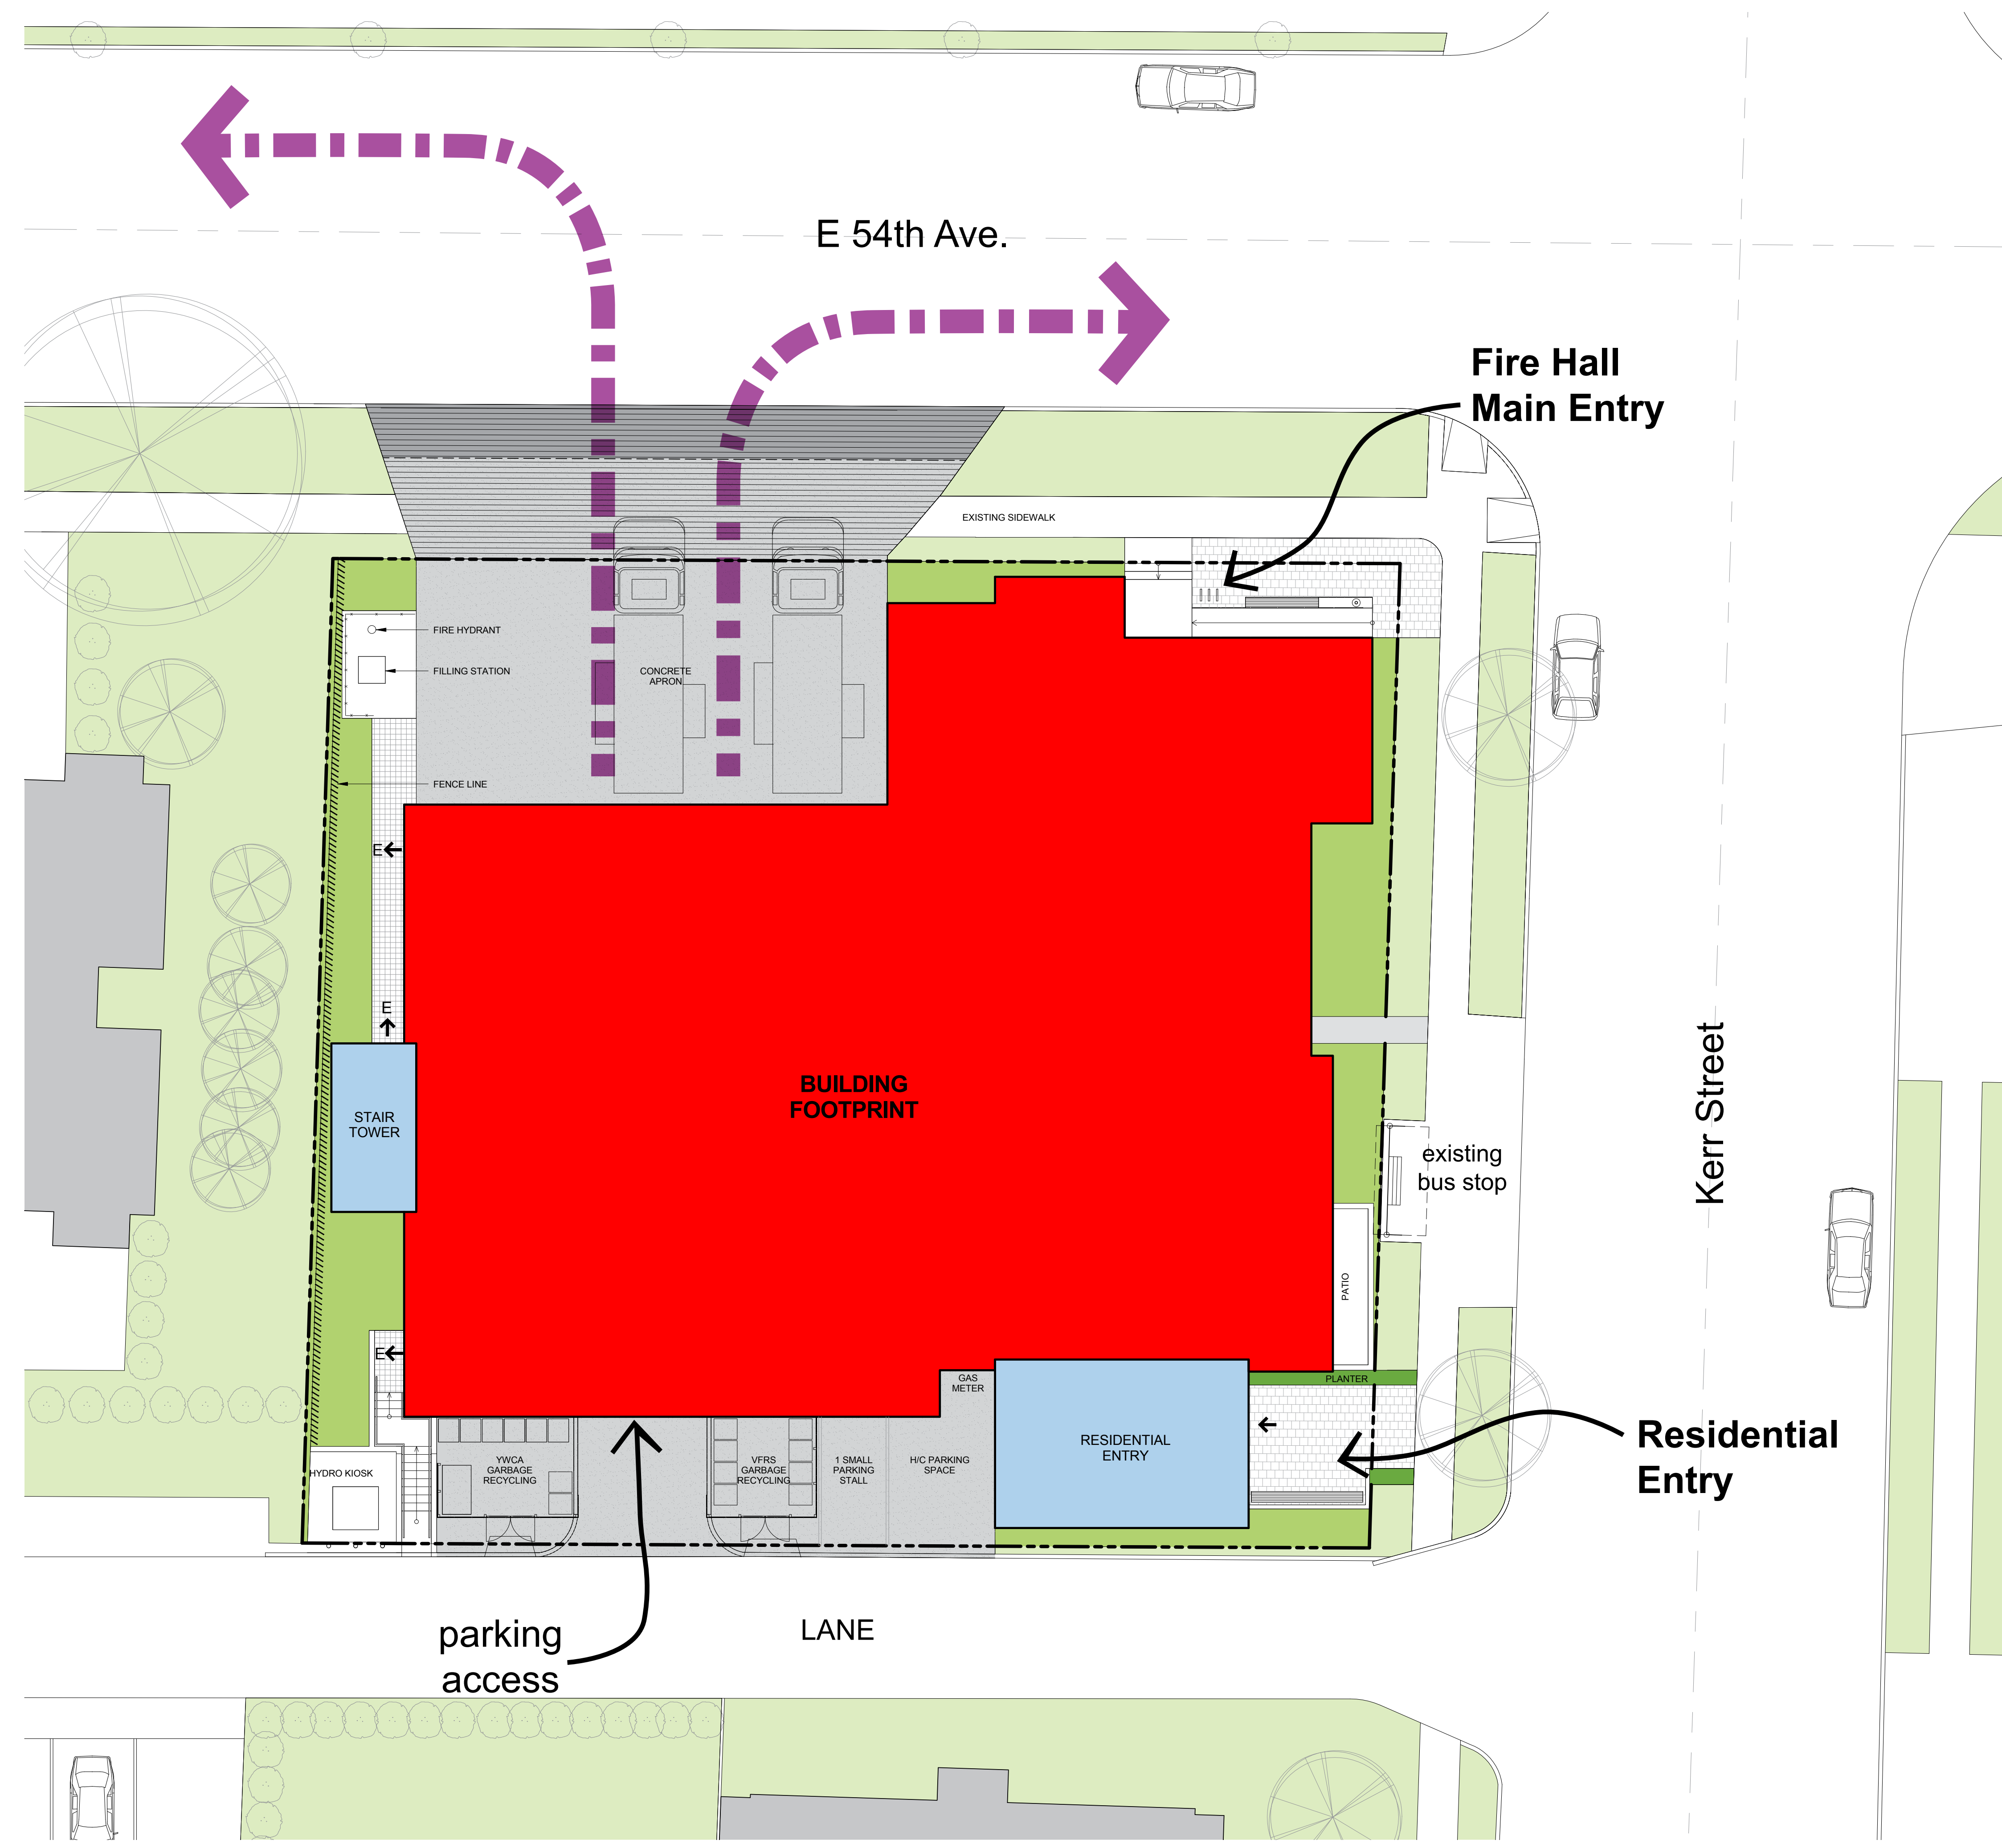 E 54th Ave.
Fire Hall
Main Entry
EXISTING SIDEWALK
FIRE HYDRANT
FILLING STATION
CONCRETE
APRON
FENCE LINE
E
E
BUILDING
FOOTPRINT
STAIR
TOWER
Kerr Street
existing
bus stop
PATIO
E
GAS
METER
PLANTER
RESIDENTIAL
ENTRY
Residential
Entry
YWCA
GARBAGE
RECYCLING
VFRS
GARBAGE
RECYCLING
1 SMALL
PARKING
STALL
H/C PARKING
SPACE
HYDRO KIOSK
parking
access
LANE